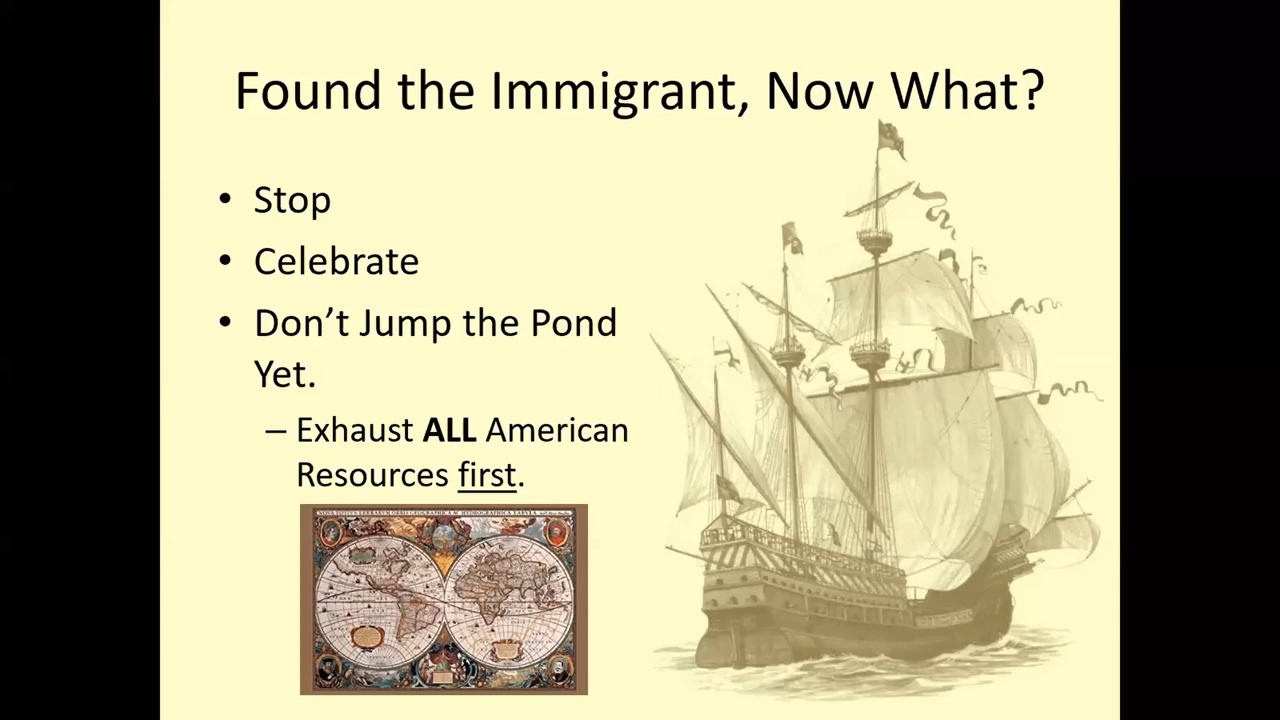 Found the Immigrant, Now What?
• Stop
• Celebrate
• Don’t Jump the Pond
Yet.
– Exhaust ALL American
Resources first.